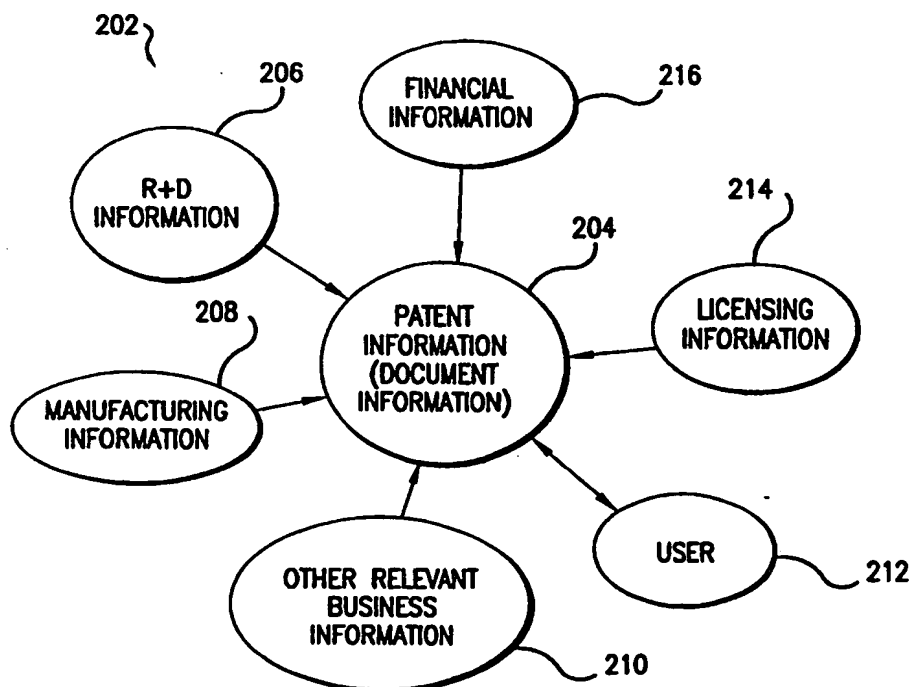 202
206
FINANCIAL
INFORMATION
216
R+D
INFORMATION
214
204
LICENSING
INFORMATION
208
PATENT
INFORMATION
(DOCUMENT
INFORMATION)
MANUFACTURING
INFORMATION
USER
212
OTHER RELEVANT
BUSINESS
INFORMATION
210